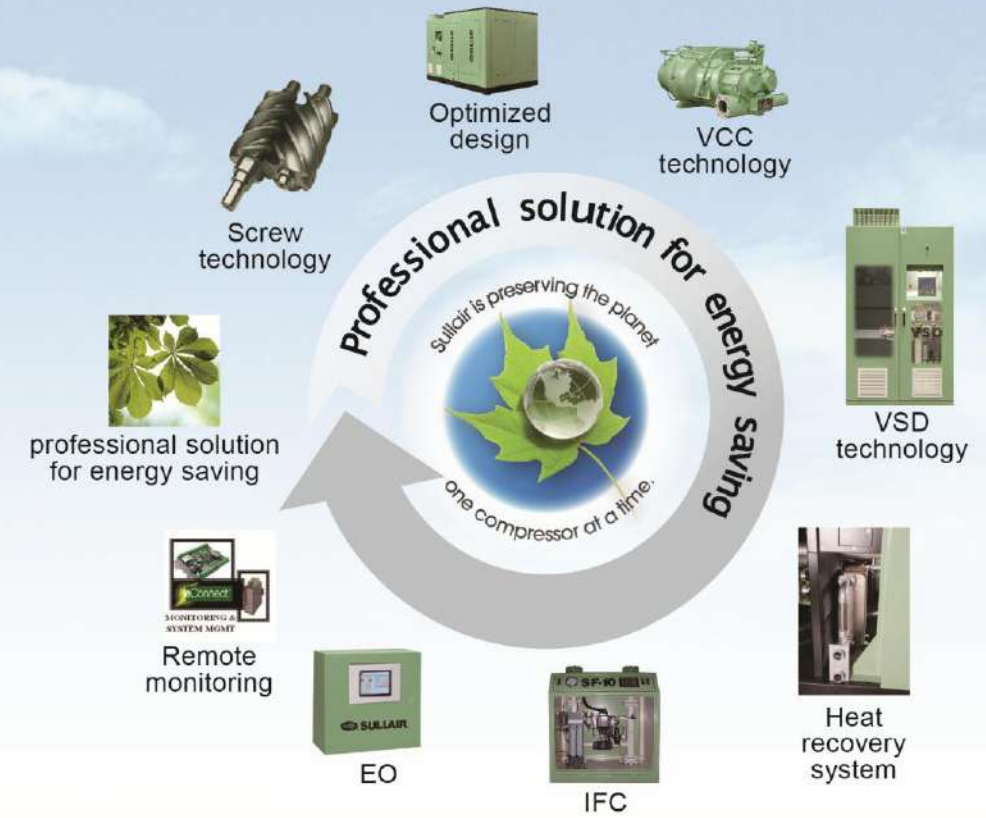 Optimized
design
VCC
technology
Screw
technology
Professional solution for energy saving
Sullair is preserving the planet
one compressor at a time.
VSD
VSD
technology
professional solution
for energy saving
eConnect
MONITORING &
SYSTEM MGMT
Remote
monitoring
SULLAIR
EO
SF-10
IFC
Heat
recovery
system